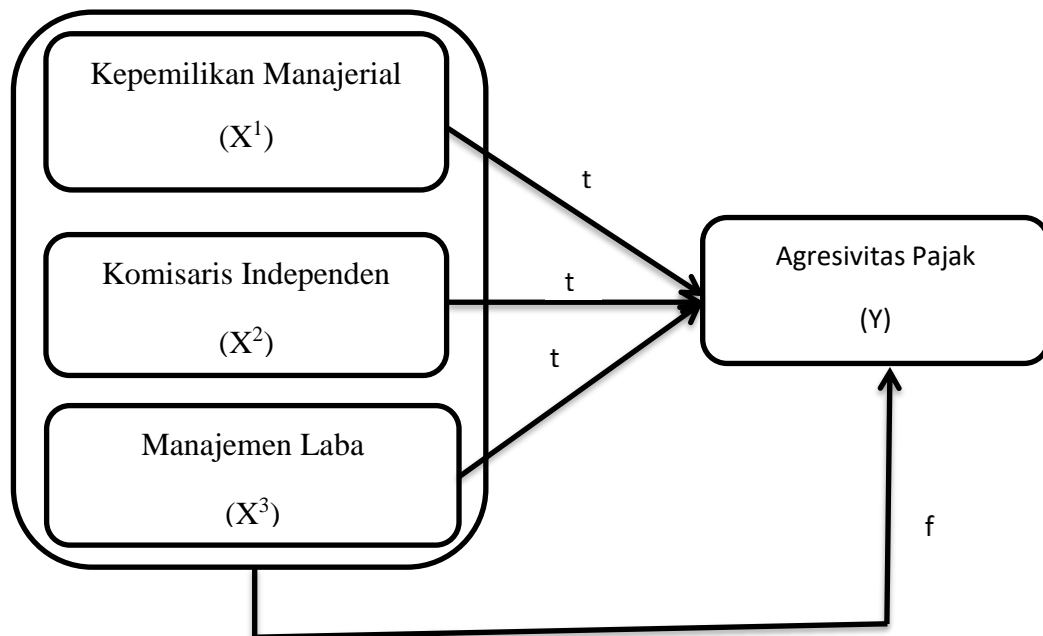 Kepemilikan Manajerial
(X¹)
t
Komisaris Independen
(X²)
t
Agresivitas Pajak
(Y)
t
Manajemen Laba
(X³)
f